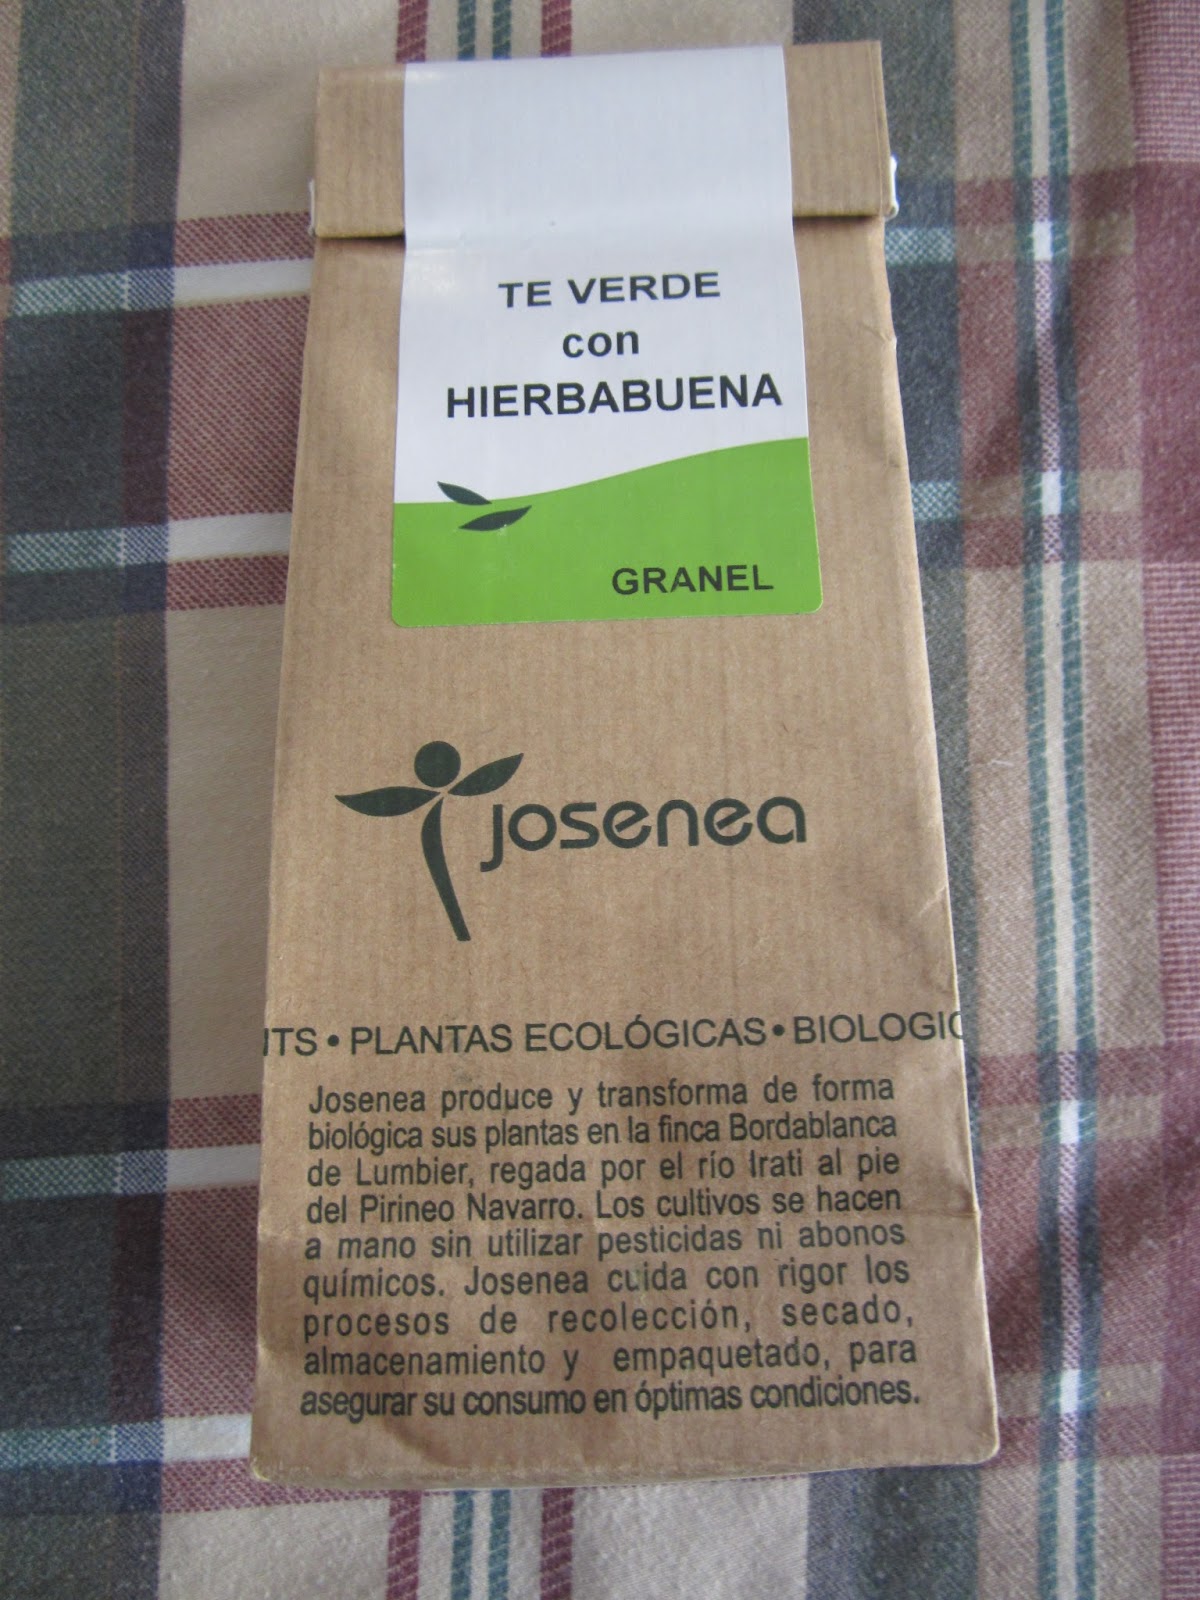 TE VERDE
con
HIERBABUENA
GRANEL
josenea
PLANTAS ECOLÓGICAS •
Josenea produce y transforma de forma
biológica sus plantas en la finca Bordablanca
de Lumbier, regada por el río Irati al pie
del Pirineo Navarro. Los cultivos se hacen
a mano sin utilizar pesticidas ni abonos
químicos. Josenea cuida con rigor los
procesos de recolección, secado,
almacenamiento y empaquetado, para
asegurar su consumo en óptimas condiciones.